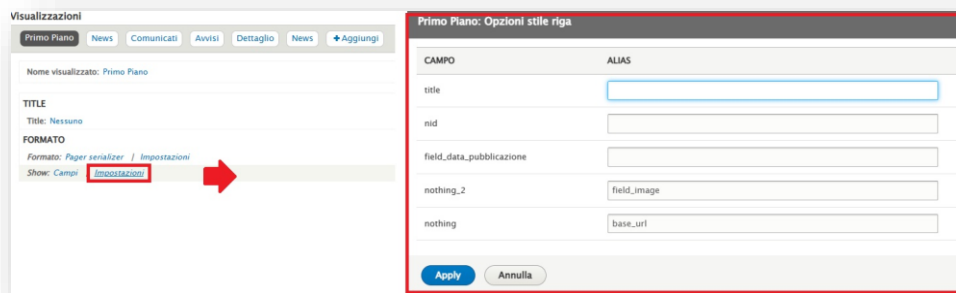 Visualizzazioni
Primo Piano News Comunicati Avvisi Dettaglio News +Aggiungi
Nome visualizzato: Primo Piano
TITLE
Title: Nessuno
FORMATO
Formato: Pager serializer | Impostazioni
Show: Campi | Impostazioni
Primo Piano: Opzioni stile riga
CAMPO ALIAS
title
nid
field_data_pubblicazione
nothing_2 field_image
nothing base_url
Apply Annulla